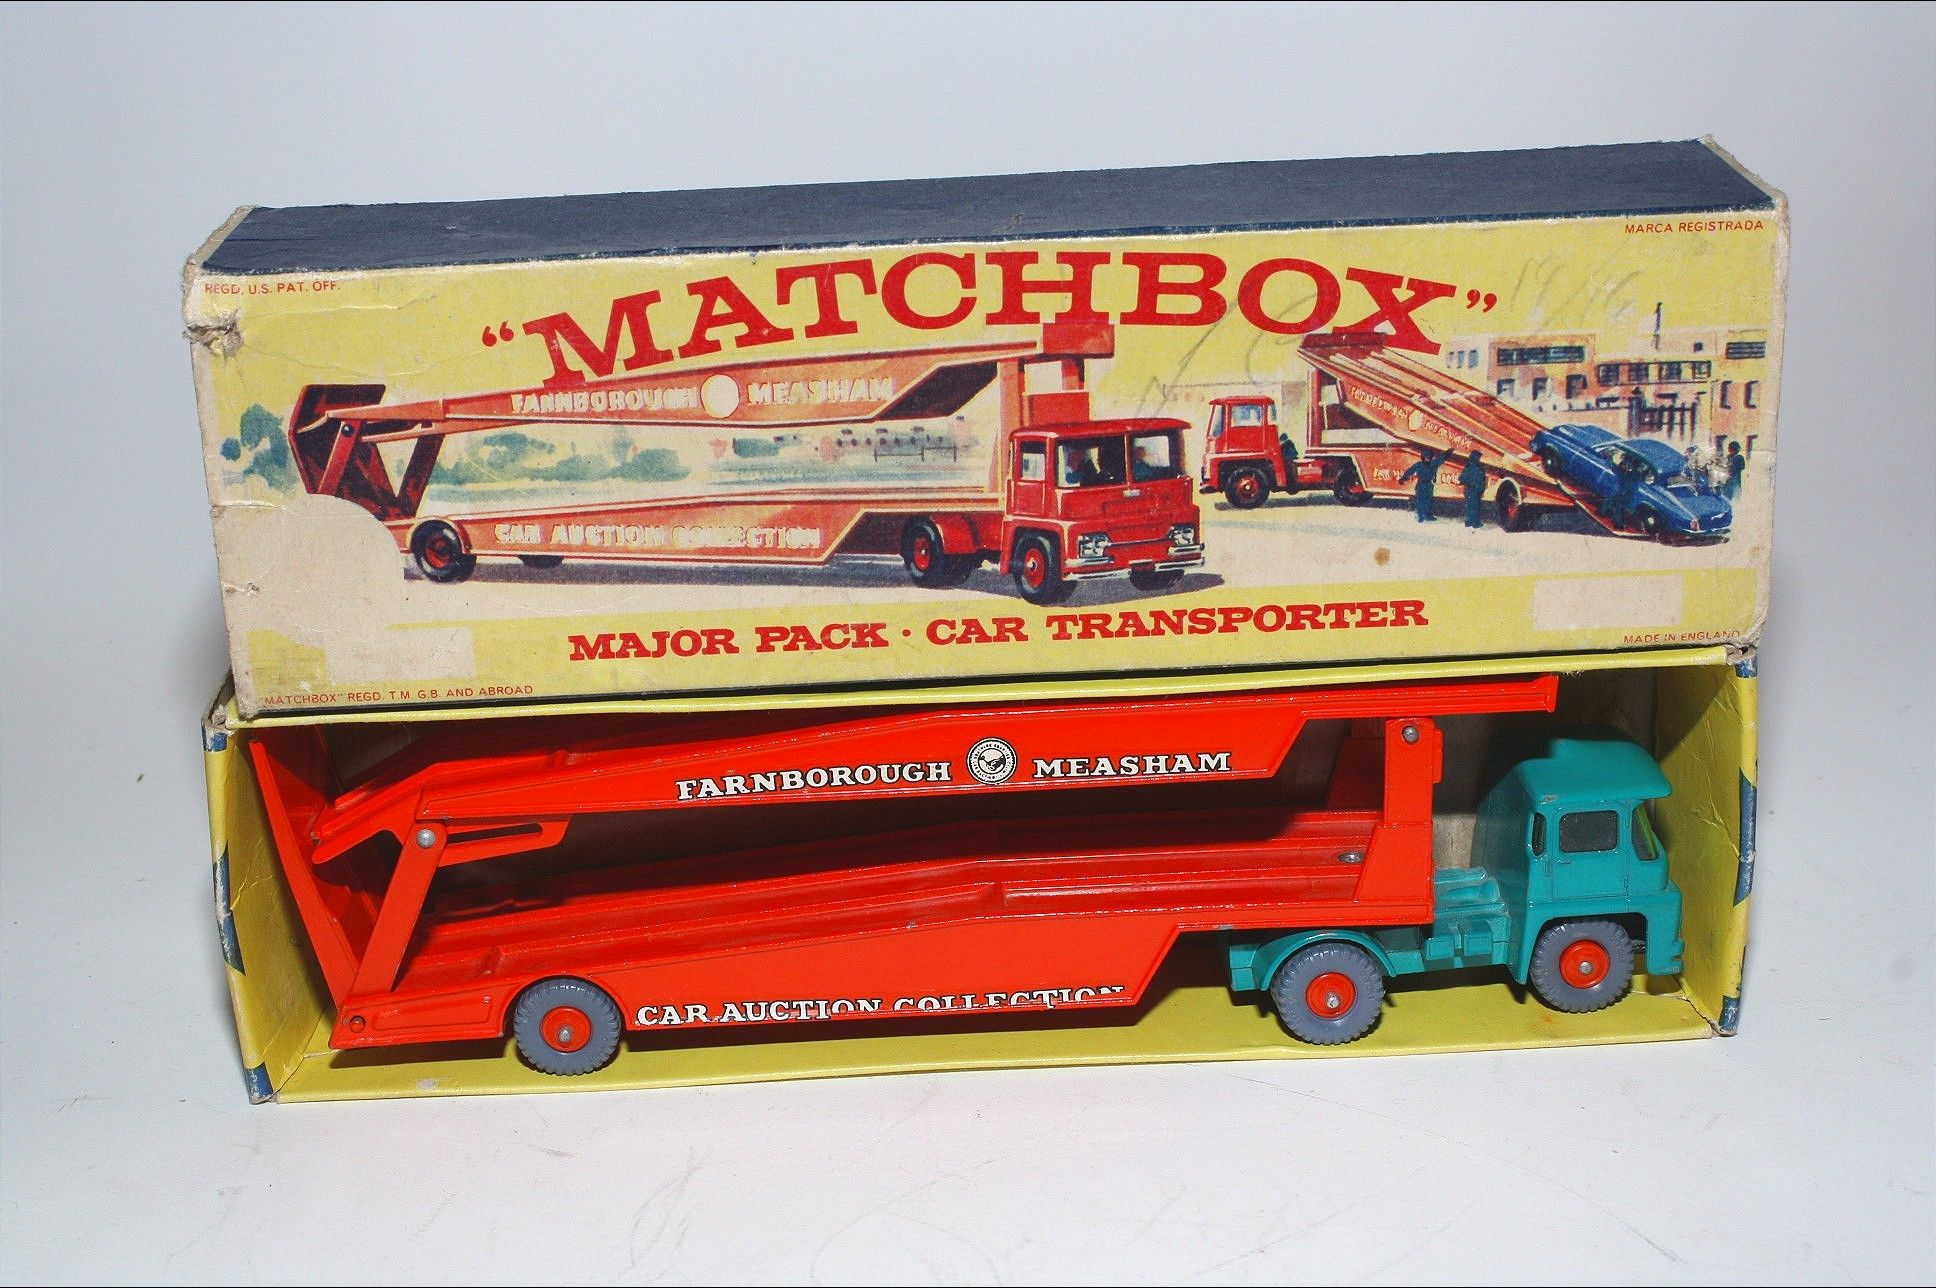 MARCA REGISTRADA
REGD. U.S. PAT. OFF.
"MATCHBOX"
FARNBOROUGH MEASHAM
MEASHAM
CAR AUCTION COLLECTION
MAJOR PACK · CAR TRANSPORTER
MADE IN ENGLAND
"MATCHBOX" REGD. T.M. G.B. AND ABROAD
FARNBOROUGH MEASHAM
CAR AUCTION COLLECTION